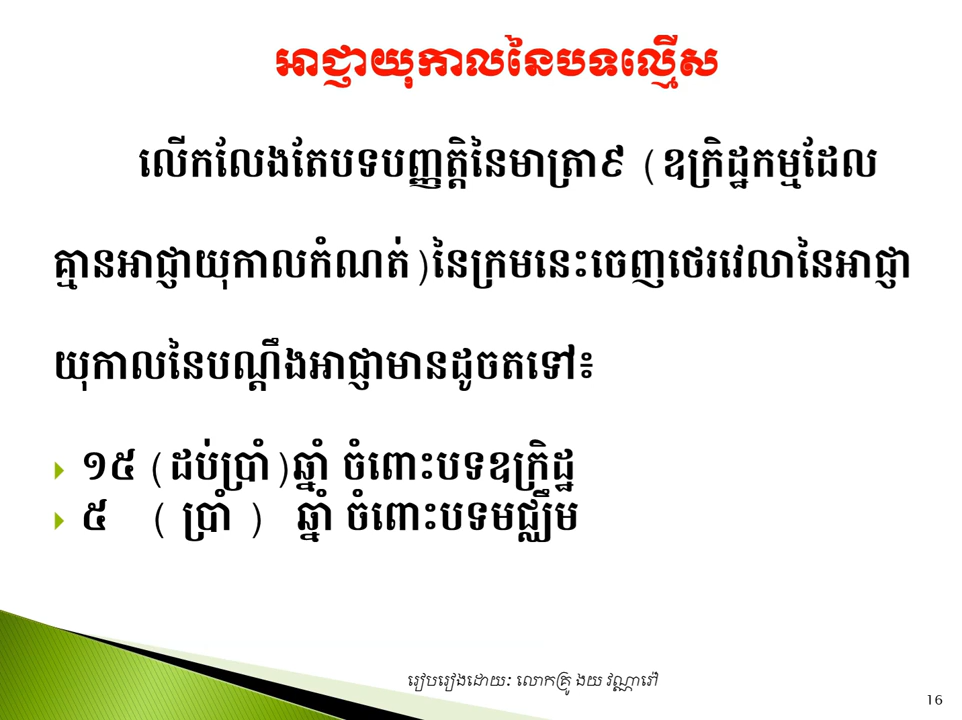 អាជ្ញាយុកាលនៃបទល្មើស
លើកលែងតែបទបញ្ញត្តិនៃមាត្រា៩ (ឧក្រិដ្ឋកម្មដែល
គ្មានអាជ្ញាយុកាលកំណត់)នៃក្រមនេះចេញថេរវេលានៃអាជ្ញា
យុកាលនៃបណ្តឹងអាជ្ញាមានដូចតទៅ៖
១៥ (ដប់ប្រាំ)ឆ្នាំ ចំពោះបទឧក្រិដ្ឋ
៥ ( ប្រាំ ) ឆ្នាំ ចំពោះបទមជ្ឈឹម
រៀបរៀងដោយ: លោកគ្រូ ងយ វណ្ណាវៅ
16